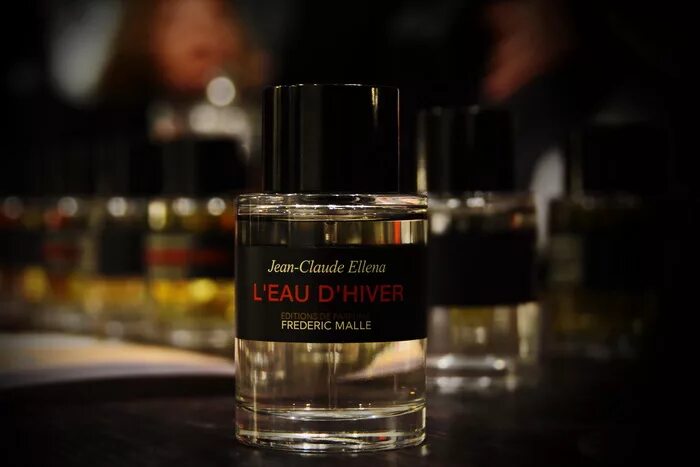 Jean-Claude Ellena
L'EAU D'HIVER
EDITIONS DE PARFUMS
FREDERIC MALLE